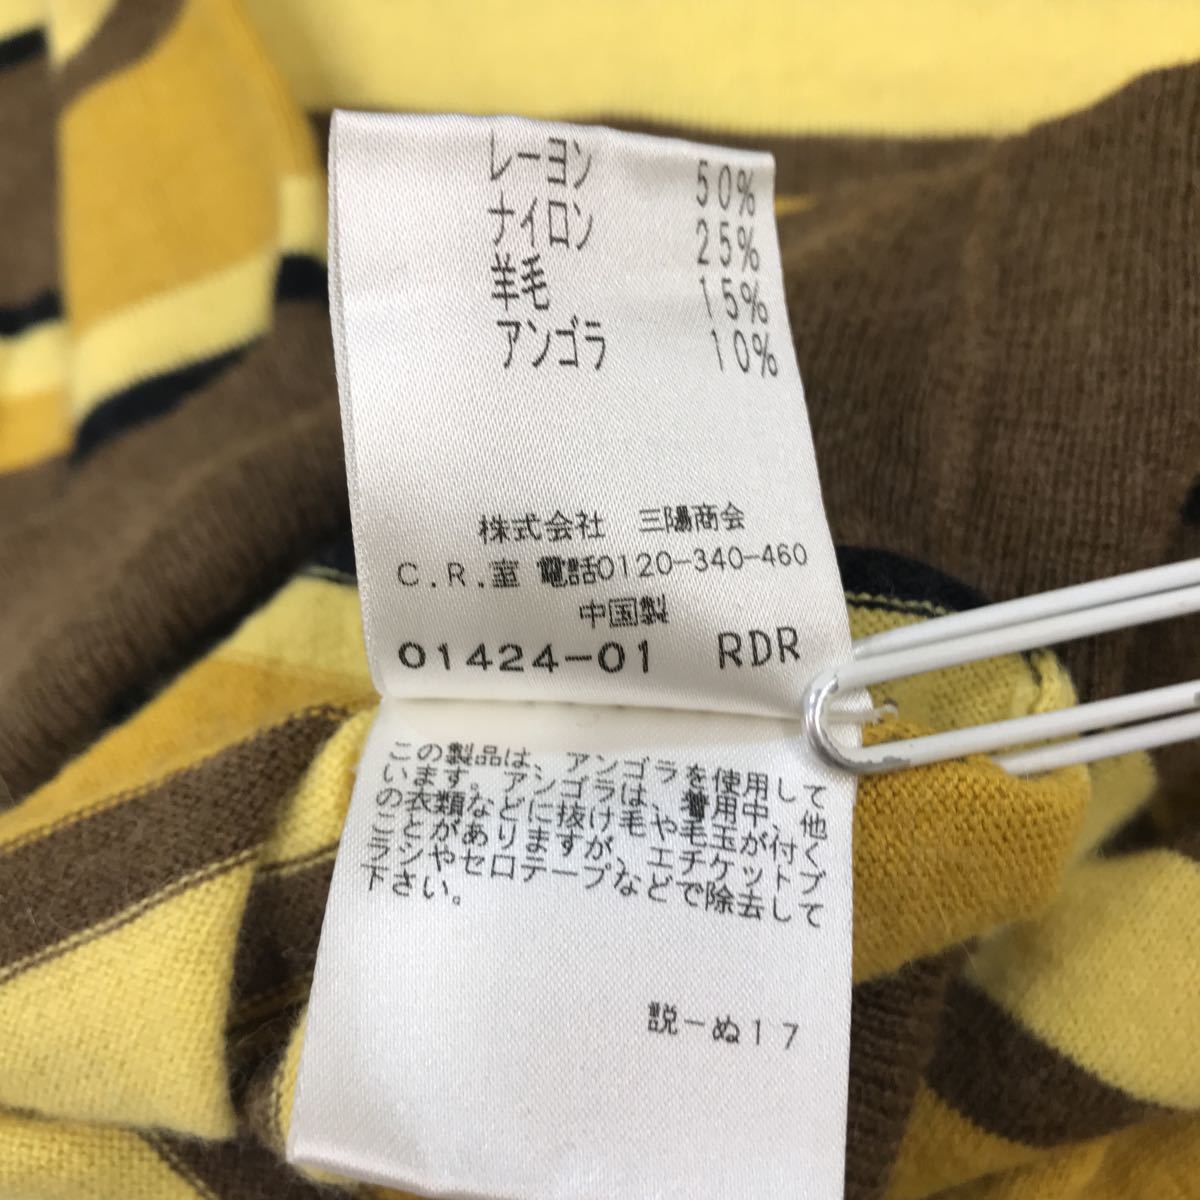 レーヨン 50%
ナイロン 25%
羊毛 15%
アンゴラ 10%
株式会社 三陽商会
C.R.室 電話0120-340-460
中国製
01424-01 RDR
この製品は、アンゴラを使用して
います。アンゴラは、着用中、他
の衣類などに抜け毛や毛玉が付く
ことがありますが、エチケットブ
ラシやセロテープなどで除去して
下さい。
説-ぬ17